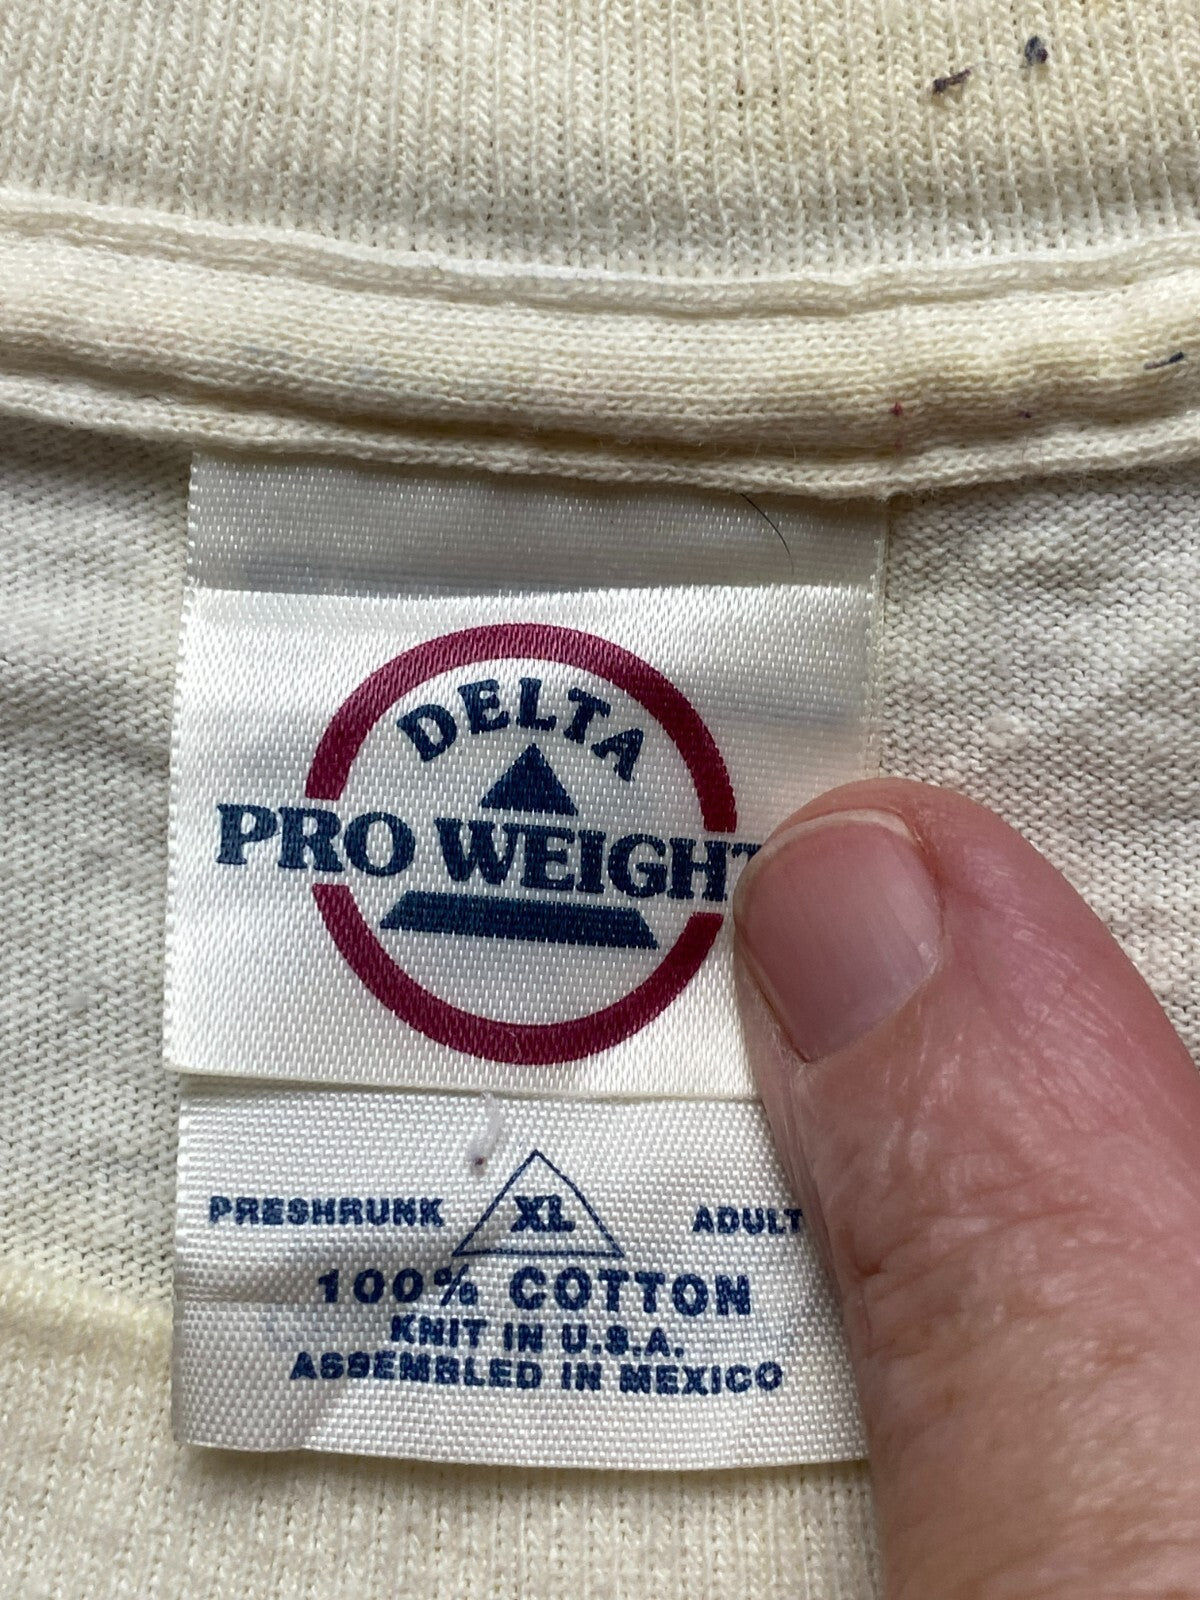 DELTA
PRO WEIGHT
PRESHRUNK XL ADULT
100% COTTON
KNIT IN U.S.A.
ASSEMBLED IN MEXICO